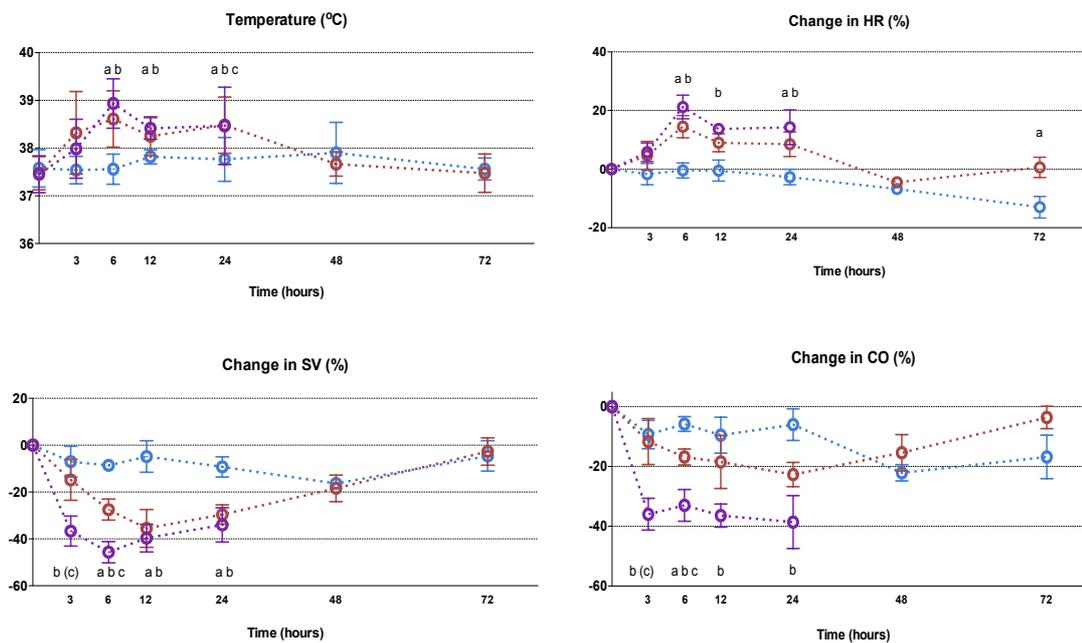 Temperature (⁰C)
40
39
38
37
36
a b
a b
a b c
3 6 12 24 48 72
Time (hours)
Change in HR (%)
40
20
0
-20
a b
b
a b
a
3 6 12 24 48 72
Time (hours)
Change in SV (%)
20
0
-20
-40
-60
b (c) a b c a b a b
3 6 12 24 48 72
Time (hours)
Change in CO (%)
0
-20
-40
-60
b (c) a b c b b
3 6 12 24 48 72
Time (hours)